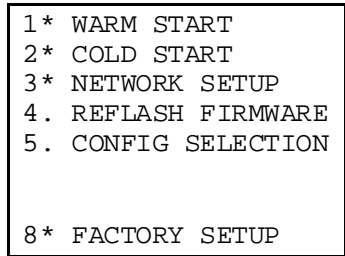 1* WARM START
2* COLD START
3* NETWORK SETUP
4. REFLASH FIRMWARE
5. CONFIG SELECTION
8* FACTORY SETUP